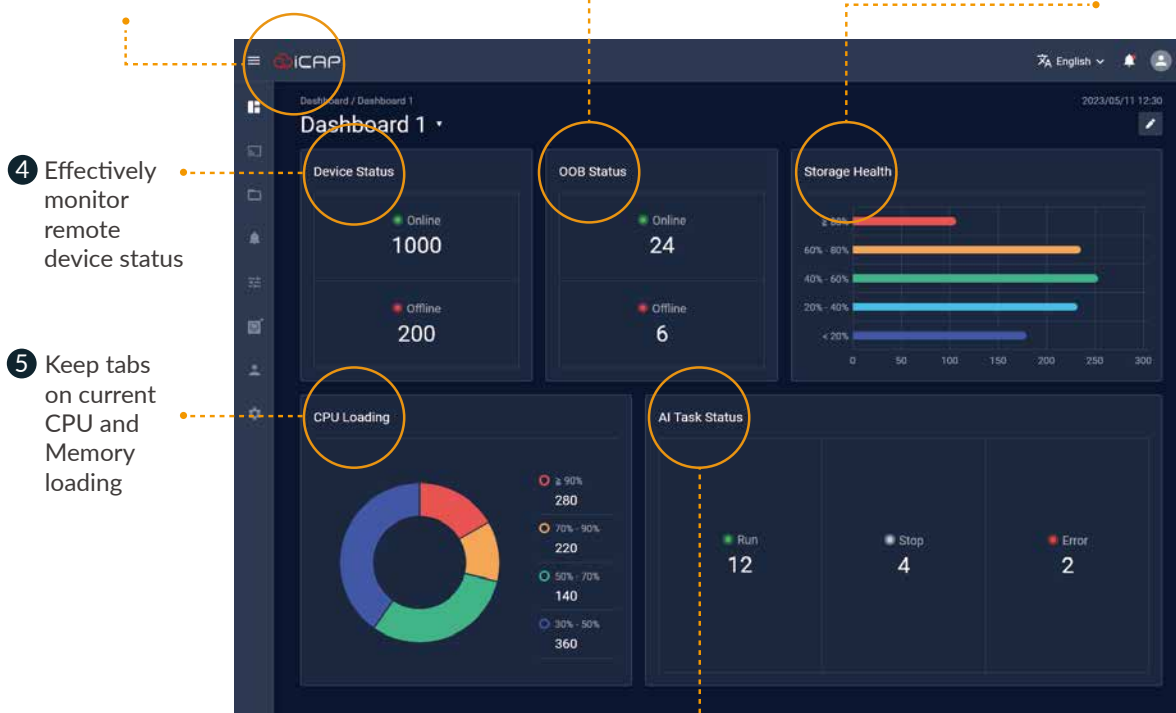 iCAP
English
Dashboard / Dashboard 1
2023/05/11 12:30
Dashboard 1
4 Effectively
monitor
remote
device status
5 Keep tabs
on current
CPU and
Memory
loading
Device Status
Online
1000
Offline
200
OOB Status
Online
24
Offline
6
Storage Health
≧ 80%
60% - 80%
40% - 60%
20% - 40%
< 20%
0 50 100 150 200 250 300
CPU Loading
≧ 90%
280
70% - 90%
220
50% - 70%
140
30% - 50%
360
AI Task Status
Run
12
Stop
4
Error
2